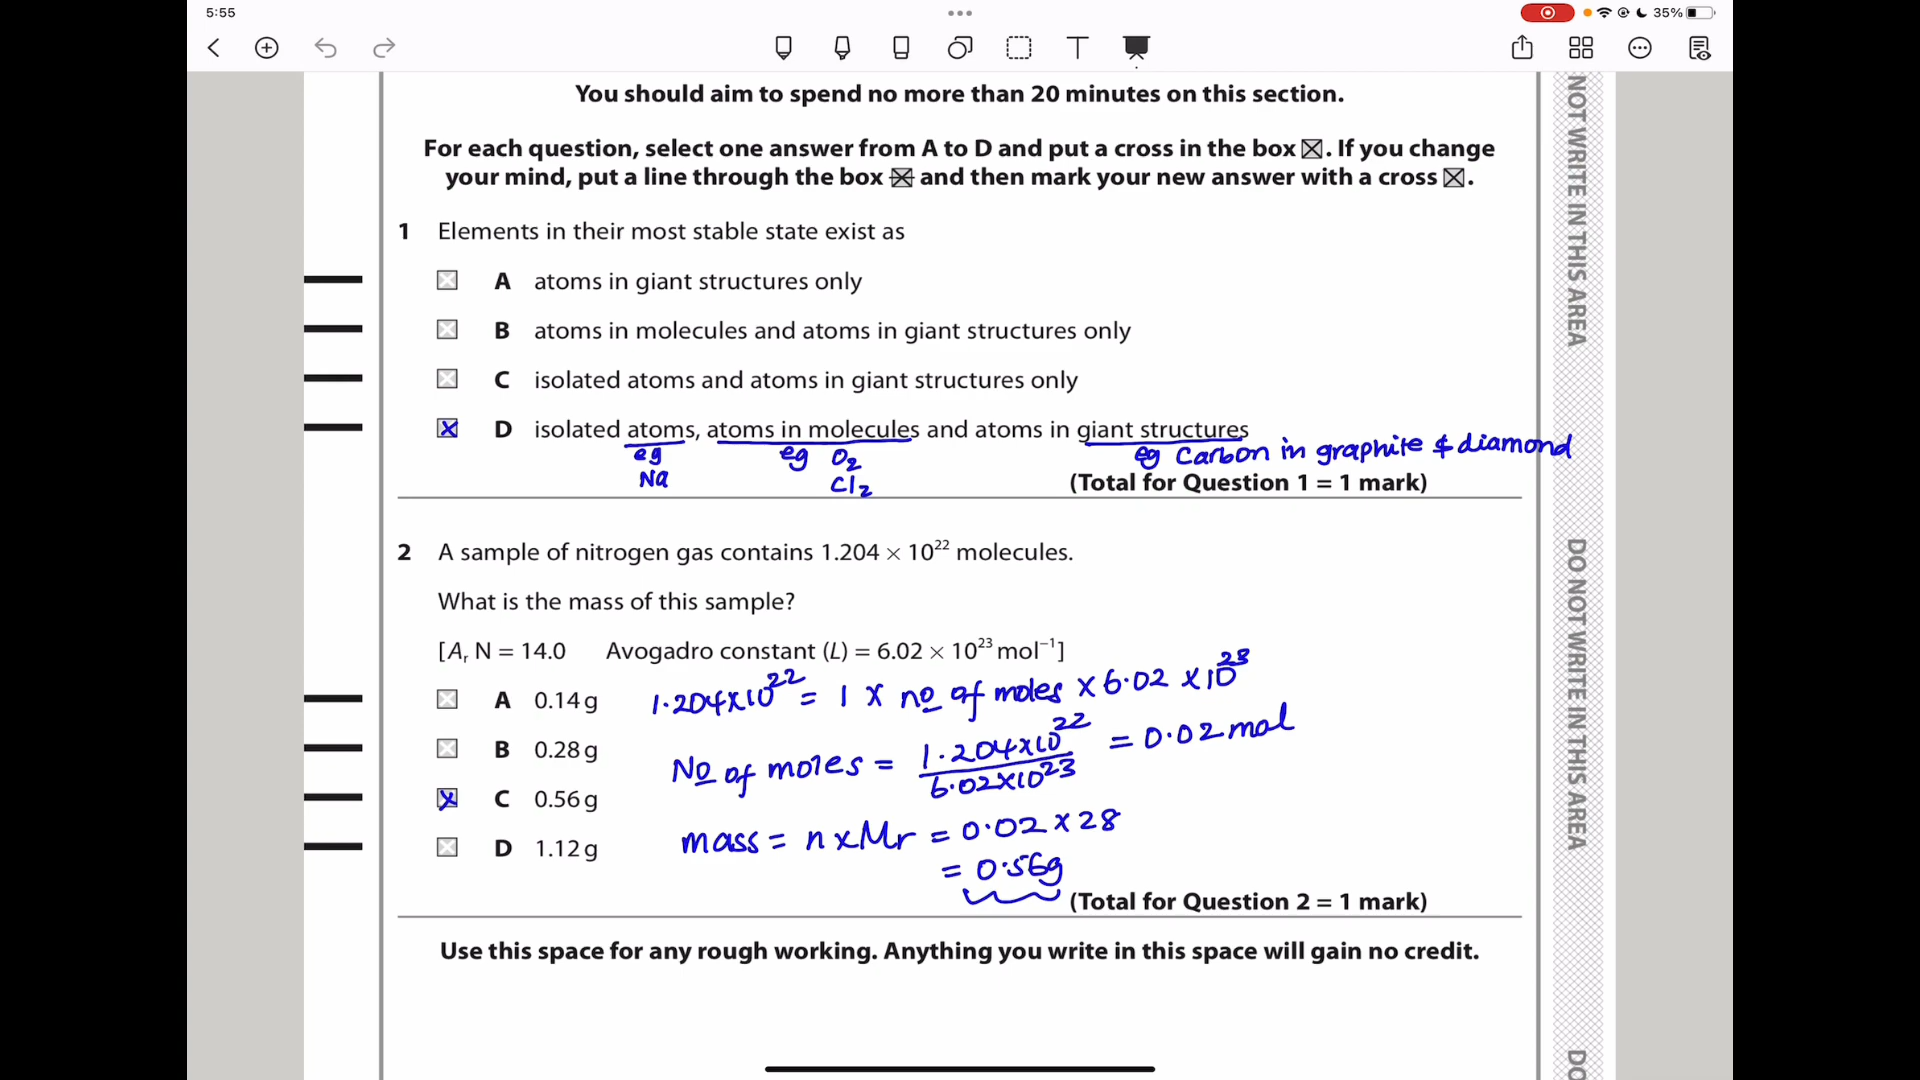 5:55
35%
You should aim to spend no more than 20 minutes on this section.
For each question, select one answer from A to D and put a cross in the box ☒. If you change
your mind, put a line through the box and then mark your new answer with a cross ☒.
1 Elements in their most stable state exist as
A atoms in giant structures only
B atoms in molecules and atoms in giant structures only
C isolated atoms and atoms in giant structures only
D isolated atoms, atoms in molecules and atoms in giant structures
eg Na
eg O₂ Cl₂
eg Carbon in graphite & diamond
(Total for Question 1 = 1 mark)
2 A sample of nitrogen gas contains 1.204 × 10²² molecules.
What is the mass of this sample?
[Aᵣ N = 14.0 Avogadro constant (L) = 6.02 × 10²³ mol⁻¹]
A 0.14 g
B 0.28 g
C 0.56 g
D 1.12 g
1.204×10²² = 1 × no of moles × 6.02 × 10²³
No of moles = 1.204×10²² / 6.02×10²³ = 0.02 mol
mass = n × Mr = 0.02 × 28
= 0.56g
(Total for Question 2 = 1 mark)
Use this space for any rough working. Anything you write in this space will gain no credit.
NOT WRITE IN THIS AREA
DO NOT WRITE IN THIS AREA
DO